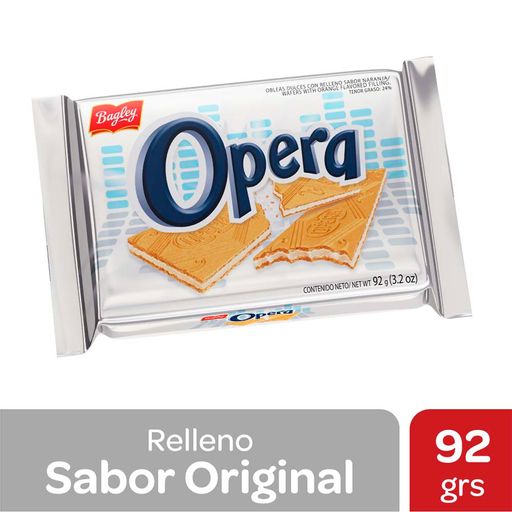 OBLEAS DULCES CON RELLENO SABOR NARANJA/
WAFERS WITH ORANGE FLAVORED FILLING.
TENOR GRASO: 24%
Bagley
Opera
CONTENIDO NETO/ NET WT 92 g (3.2 oz)
Bagley
Opera
Relleno
Sabor Original
92
grs